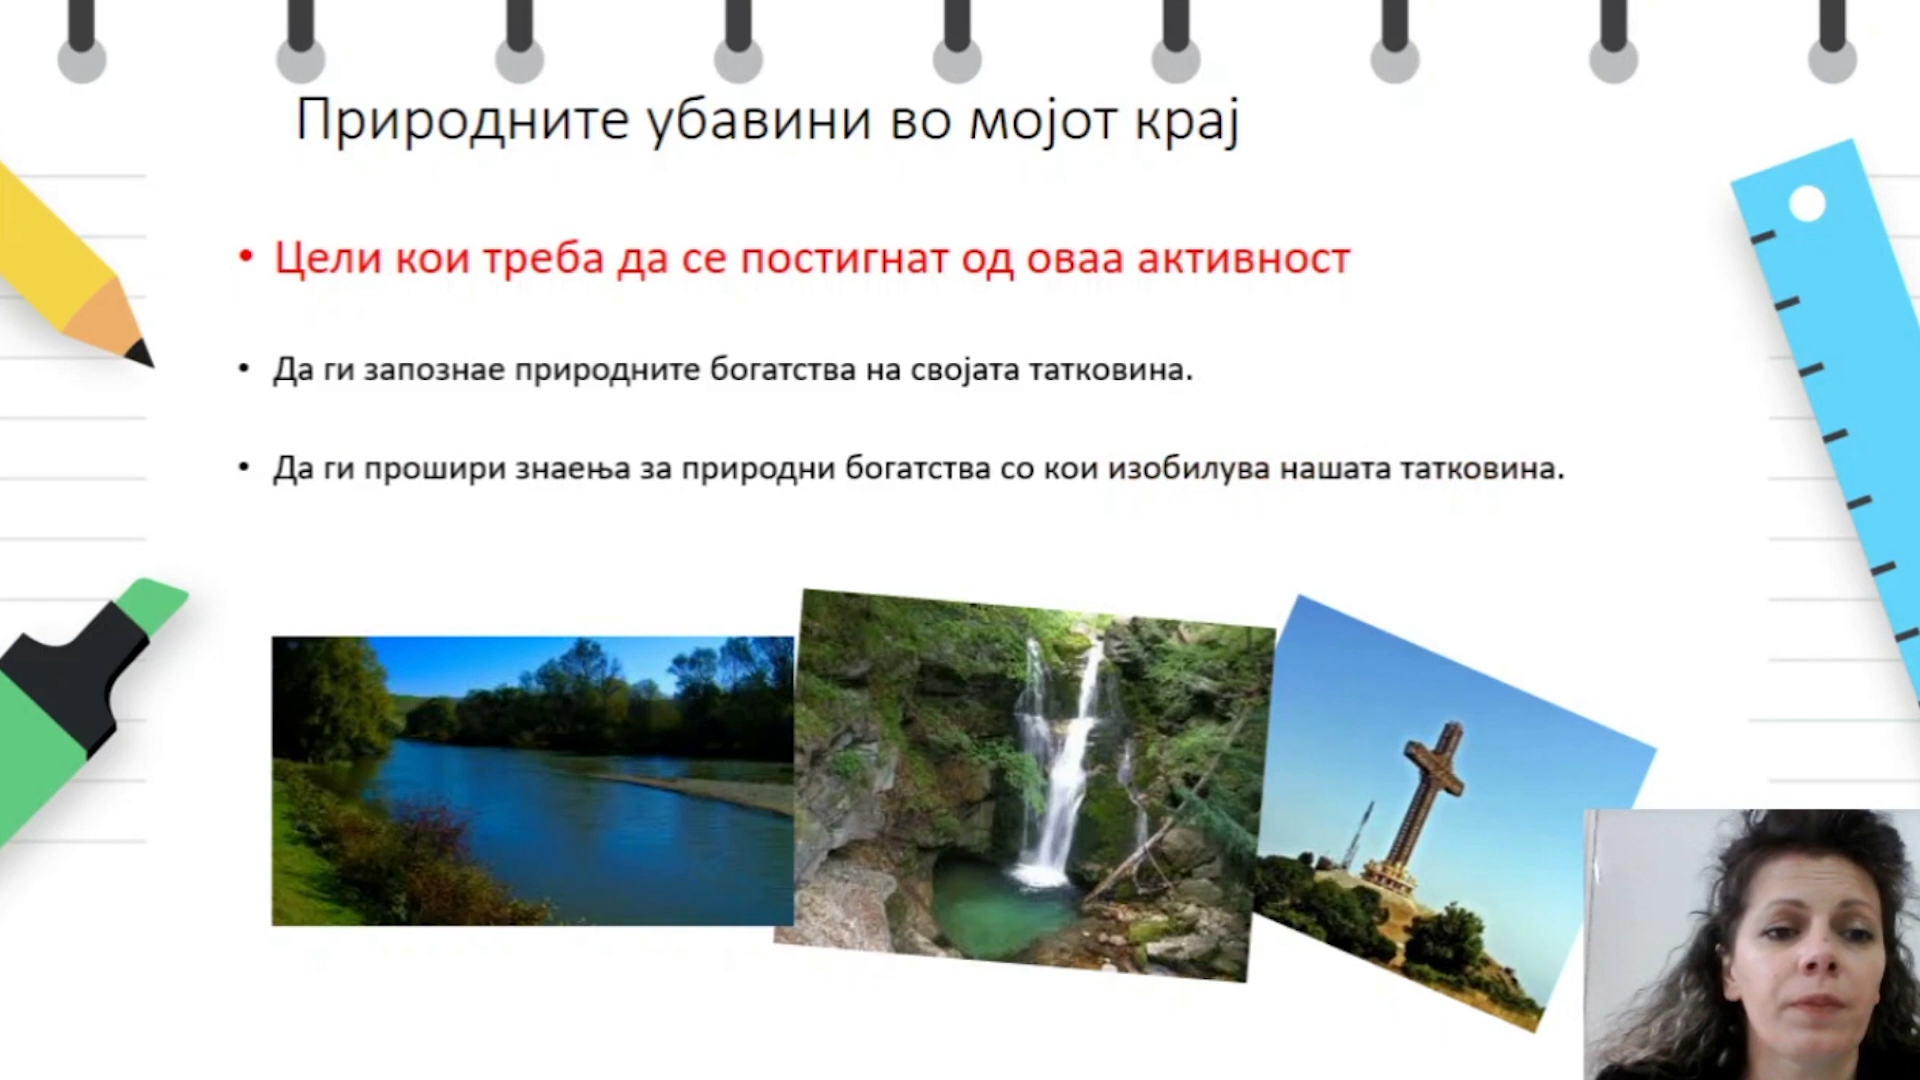 Природните убавини во мојот крај
• Цели кои треба да се постигнат од оваа активност
• Да ги запознае природните богатства на својата татковина.
• Да ги прошири знаења за природни богатства со кои изобилува нашата татковина.